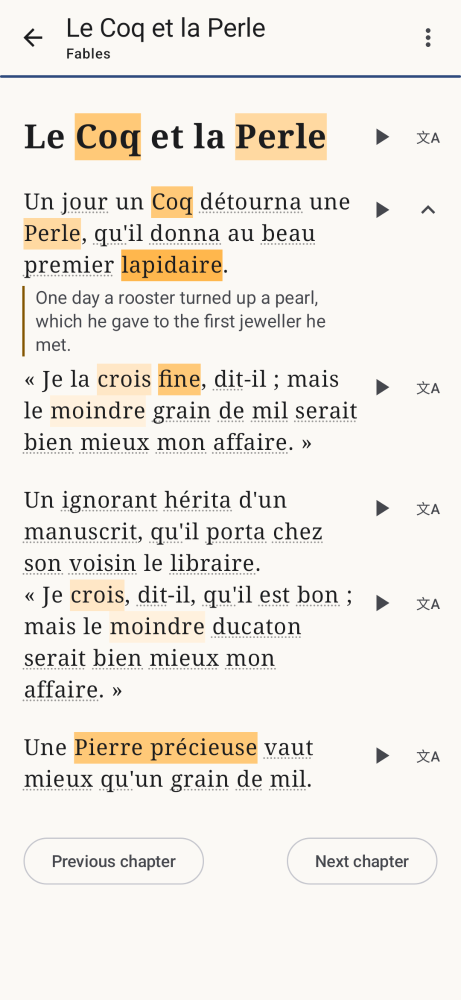 Le Coq et la Perle
Fables
Le Coq et la Perle
文A
Un jour un Coq détourna une
Perle, qu'il donna au beau
premier lapidaire.
One day a rooster turned up a pearl,
which he gave to the first jeweller he
met.
« Je la crois fine, dit-il ; mais
文A
le moindre grain de mil serait
bien mieux mon affaire. »
Un ignorant hérita d'un
文A
manuscrit, qu'il porta chez
son voisin le libraire.
« Je crois, dit-il, qu'il est bon ;
文A
mais le moindre ducaton
serait bien mieux mon
affaire. »
Une Pierre précieuse vaut
文A
mieux qu'un grain de mil.
Previous chapter
Next chapter